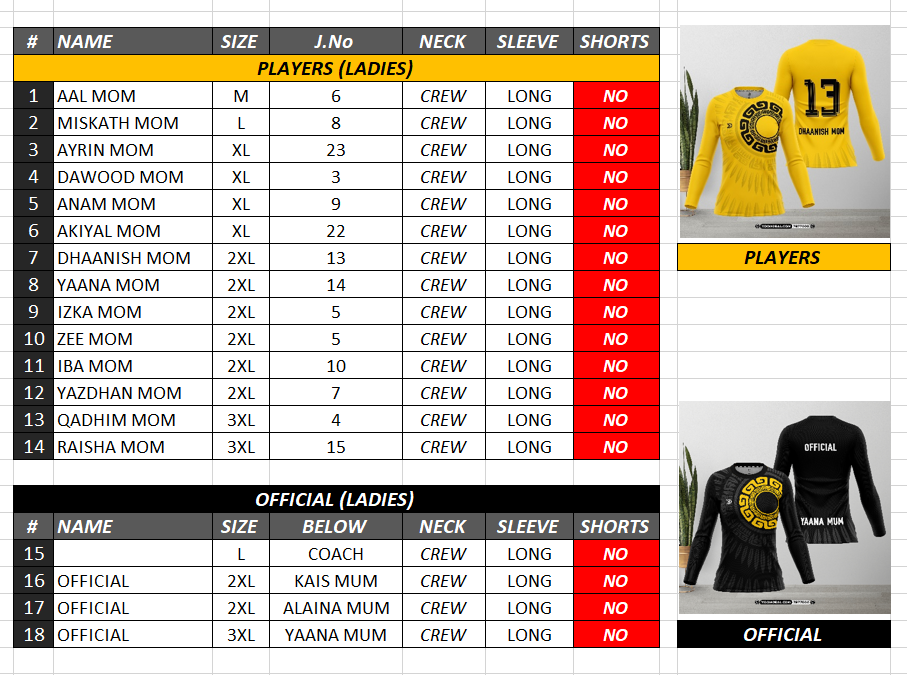 # NAME SIZE J.No NECK SLEEVE SHORTS
PLAYERS (LADIES)
1 AAL MOM M 6 CREW LONG NO
2 MISKATH MOM L 8 CREW LONG NO
3 AYRIN MOM XL 23 CREW LONG NO
4 DAWOOD MOM XL 3 CREW LONG NO
5 ANAM MOM XL 9 CREW LONG NO
6 AKIYAL MOM XL 22 CREW LONG NO
7 DHAANISH MOM 2XL 13 CREW LONG NO
8 YAANA MOM 2XL 14 CREW LONG NO
9 IZKA MOM 2XL 5 CREW LONG NO
10 ZEE MOM 2XL 5 CREW LONG NO
11 IBA MOM 2XL 10 CREW LONG NO
12 YAZDHAN MOM 2XL 7 CREW LONG NO
13 QADHIM MOM 3XL 4 CREW LONG NO
14 RAISHA MOM 3XL 15 CREW LONG NO
OFFICIAL (LADIES)
# NAME SIZE BELOW NECK SLEEVE SHORTS
15 L COACH CREW LONG NO
16 OFFICIAL 2XL KAIS MUM CREW LONG NO
17 OFFICIAL 2XL ALAINA MUM CREW LONG NO
18 OFFICIAL 3XL YAANA MUM CREW LONG NO
13
DHAANISH MOM
PLAYERS
OFFICIAL
YAANA MUM
OFFICIAL